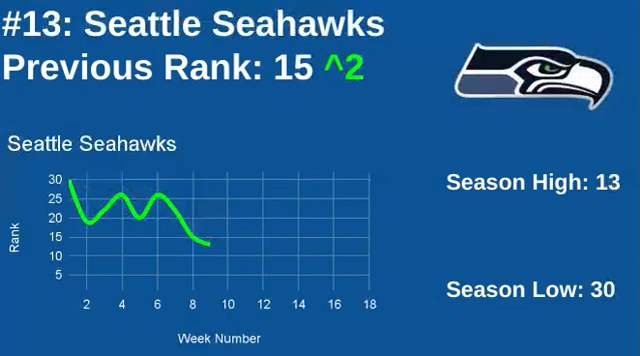 #13: Seattle Seahawks
Previous Rank: 15 ^2
Seattle Seahawks
Season High: 13
Season Low: 30
Rank
30
25
20
15
10
5
2 4 6 8 10 12 14 16 18
Week Number